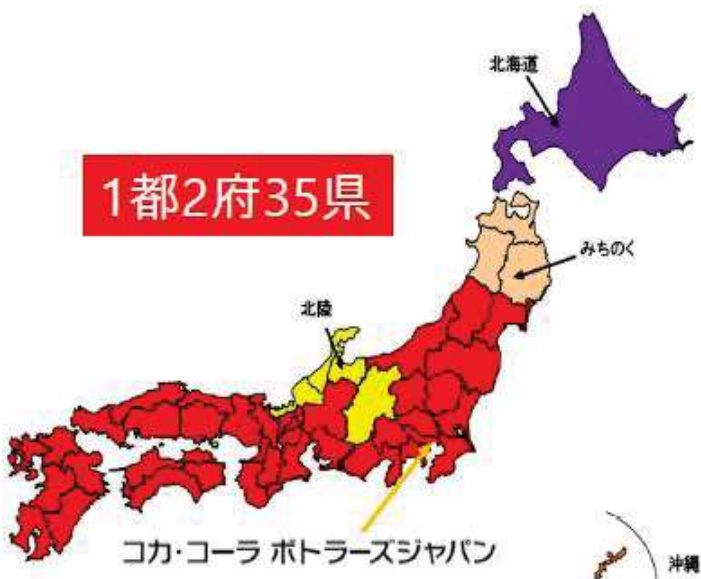 北海道
1都2府35県
みちのく
北陸
コカ・コーラ ボトラーズジャパン
沖縄